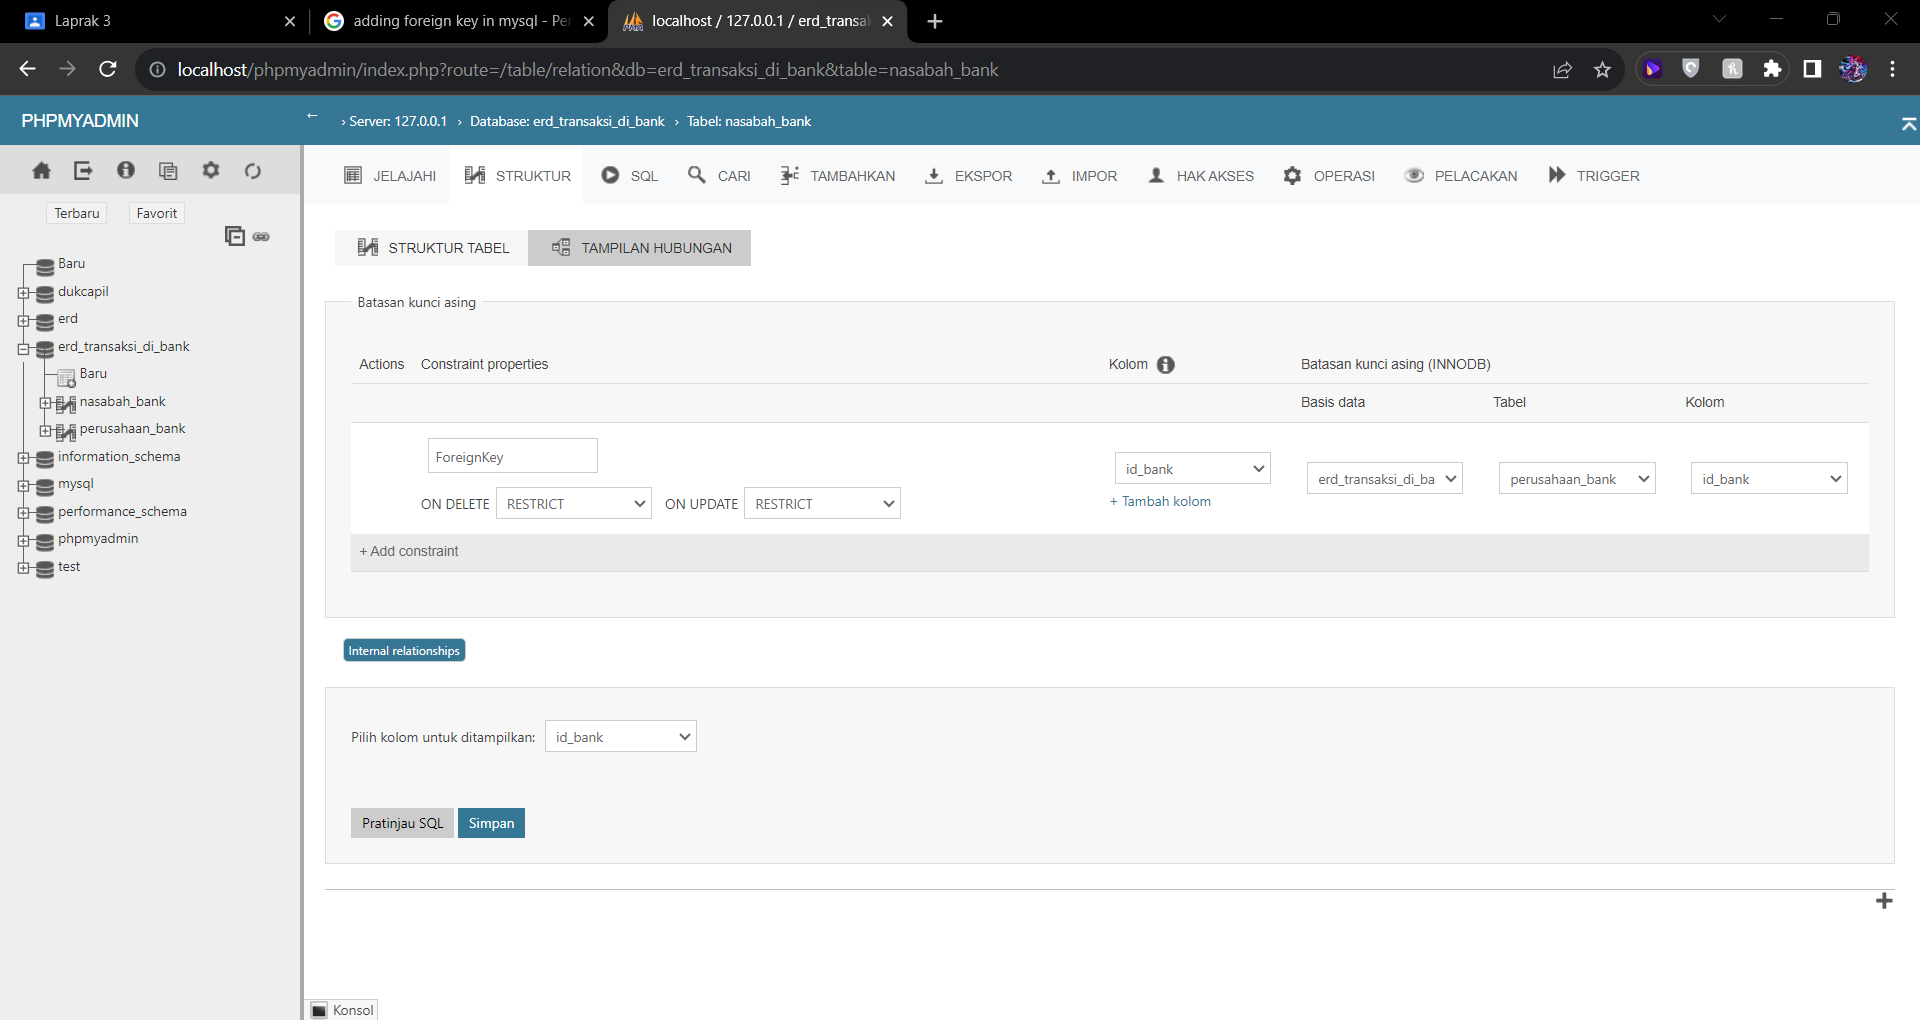 Laprak 3
adding foreign key in mysql - Pe
localhost / 127.0.0.1 / erd_transak
localhost/phpmyadmin/index.php?route=/table/relation&db=erd_transaksi_di_bank&table=nasabah_bank
PHPMYADMIN
← › Server: 127.0.0.1 › Database: erd_transaksi_di_bank › Tabel: nasabah_bank
JELAJAHI STRUKTUR SQL CARI TAMBAHKAN EKSPOR IMPOR HAK AKSES OPERASI PELACAKAN TRIGGER
Terbaru Favorit
Baru
dukcapil
erd
erd_transaksi_di_bank
Baru
nasabah_bank
perusahaan_bank
information_schema
mysql
performance_schema
phpmyadmin
test
STRUKTUR TABEL TAMPILAN HUBUNGAN
Batasan kunci asing
Actions Constraint properties Kolom Batasan kunci asing (INNODB)
Basis data Tabel Kolom
ForeignKey
id_bank
erd_transaksi_di_ba perusahaan_bank id_bank
ON DELETE RESTRICT ON UPDATE RESTRICT
+ Tambah kolom
+ Add constraint
Internal relationships
Pilih kolom untuk ditampilkan: id_bank
Pratinjau SQL Simpan
Konsol